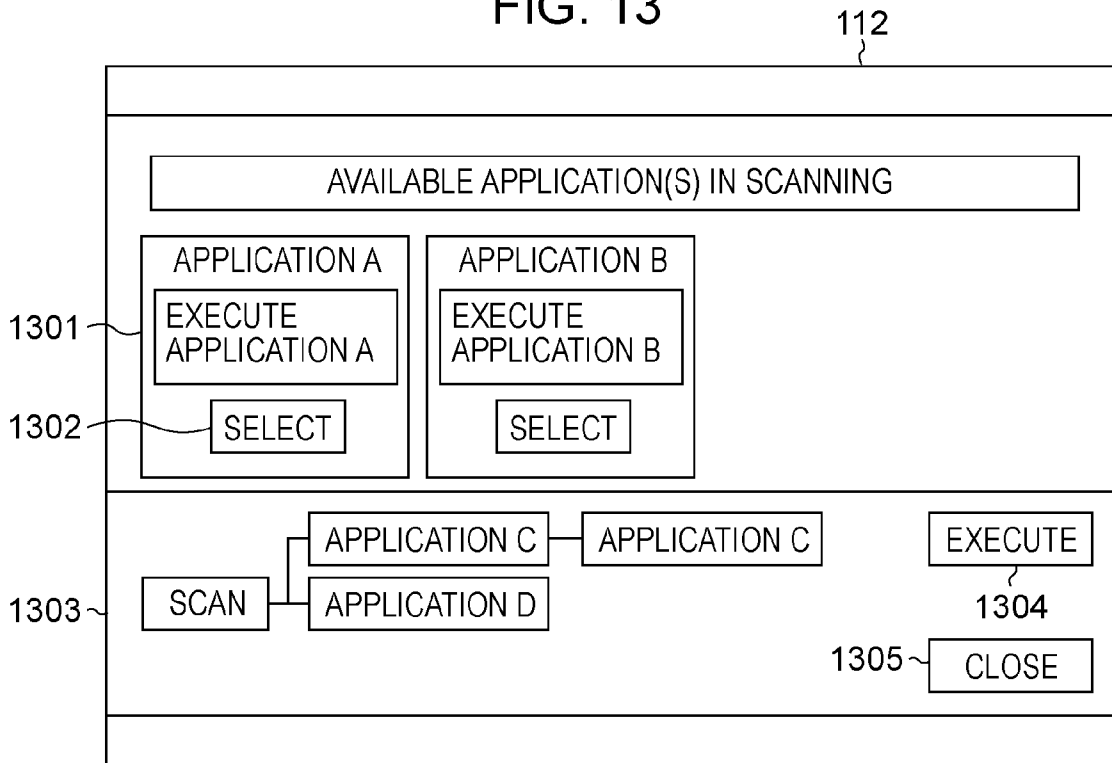 FIG. 13
112
AVAILABLE APPLICATION(S) IN SCANNING
APPLICATION A
APPLICATION B
1301
EXECUTE
APPLICATION A
EXECUTE
APPLICATION B
1302
SELECT
SELECT
APPLICATION C
APPLICATION C
EXECUTE
1303
SCAN
APPLICATION D
1304
1305
CLOSE